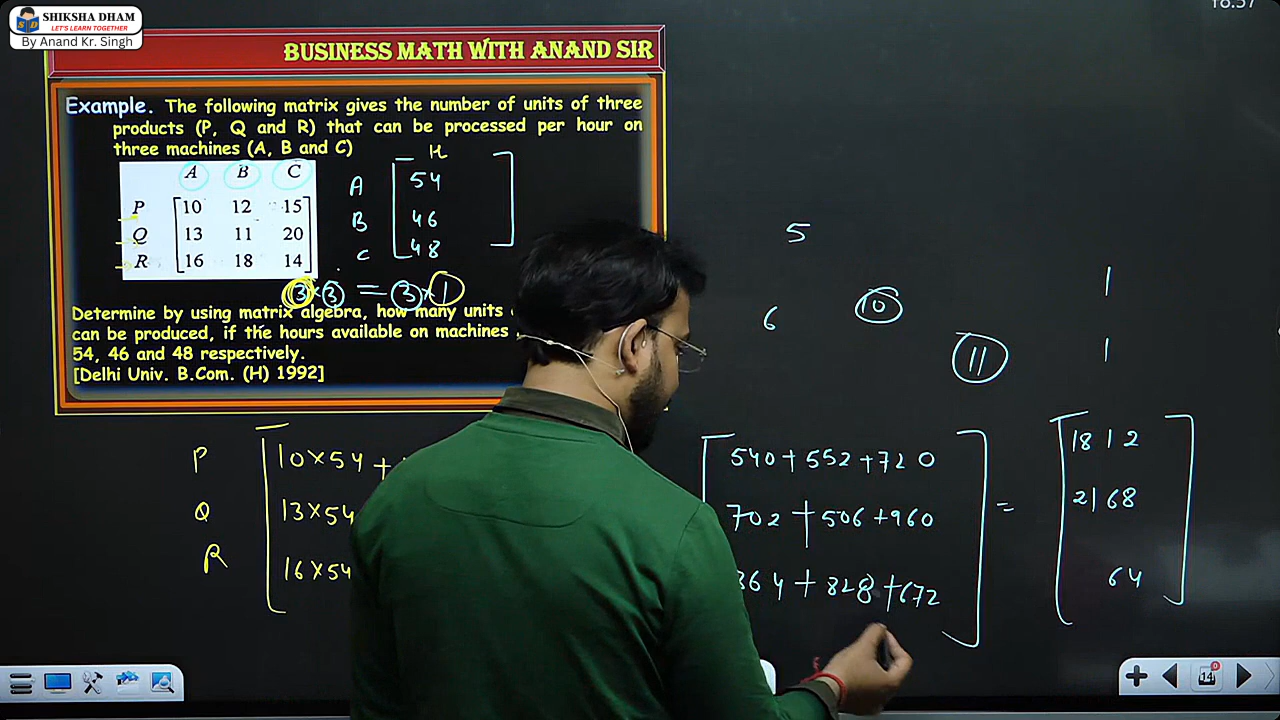 18:57
SHIKSHA DHAM
LET'S LEARN TOGETHER
By Anand Kr. Singh
BUSINESS MATH WITH ANAND SIR
Example. The following matrix gives the number of units of three
products (P, Q and R) that can be processed per hour on
three machines (A, B and C)
A B C
P 10 12 15
Q 13 11 20
R 16 18 14
H
A 54
B 46
C 48
3×3 = 3×1
Determine by using matrix algebra, how many units
can be produced, if the hours available on machines
54, 46 and 48 respectively.
[Delhi Univ. B.Com. (H) 1992]
5
6 10
11
1
1
P 10×54 +
Q 13×54
R 16×54
540+552+720
702+506+960
64+828+672
=
1812
2168
64
14